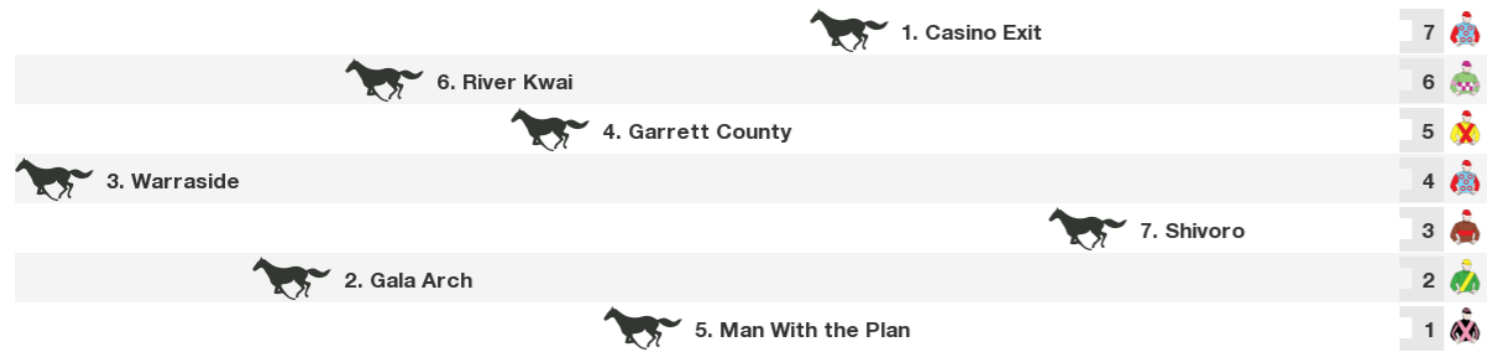 1. Casino Exit 7
6. River Kwai 6
4. Garrett County 5
3. Warraside 4
7. Shivoro 3
2. Gala Arch 2
5. Man With the Plan 1